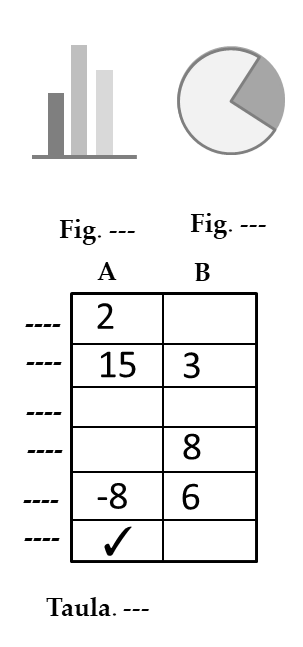 Fig. --- Fig. ---
A B
---- 2
---- 15 3
----
---- 8
---- -8 6
---- ✓
Taula. ---